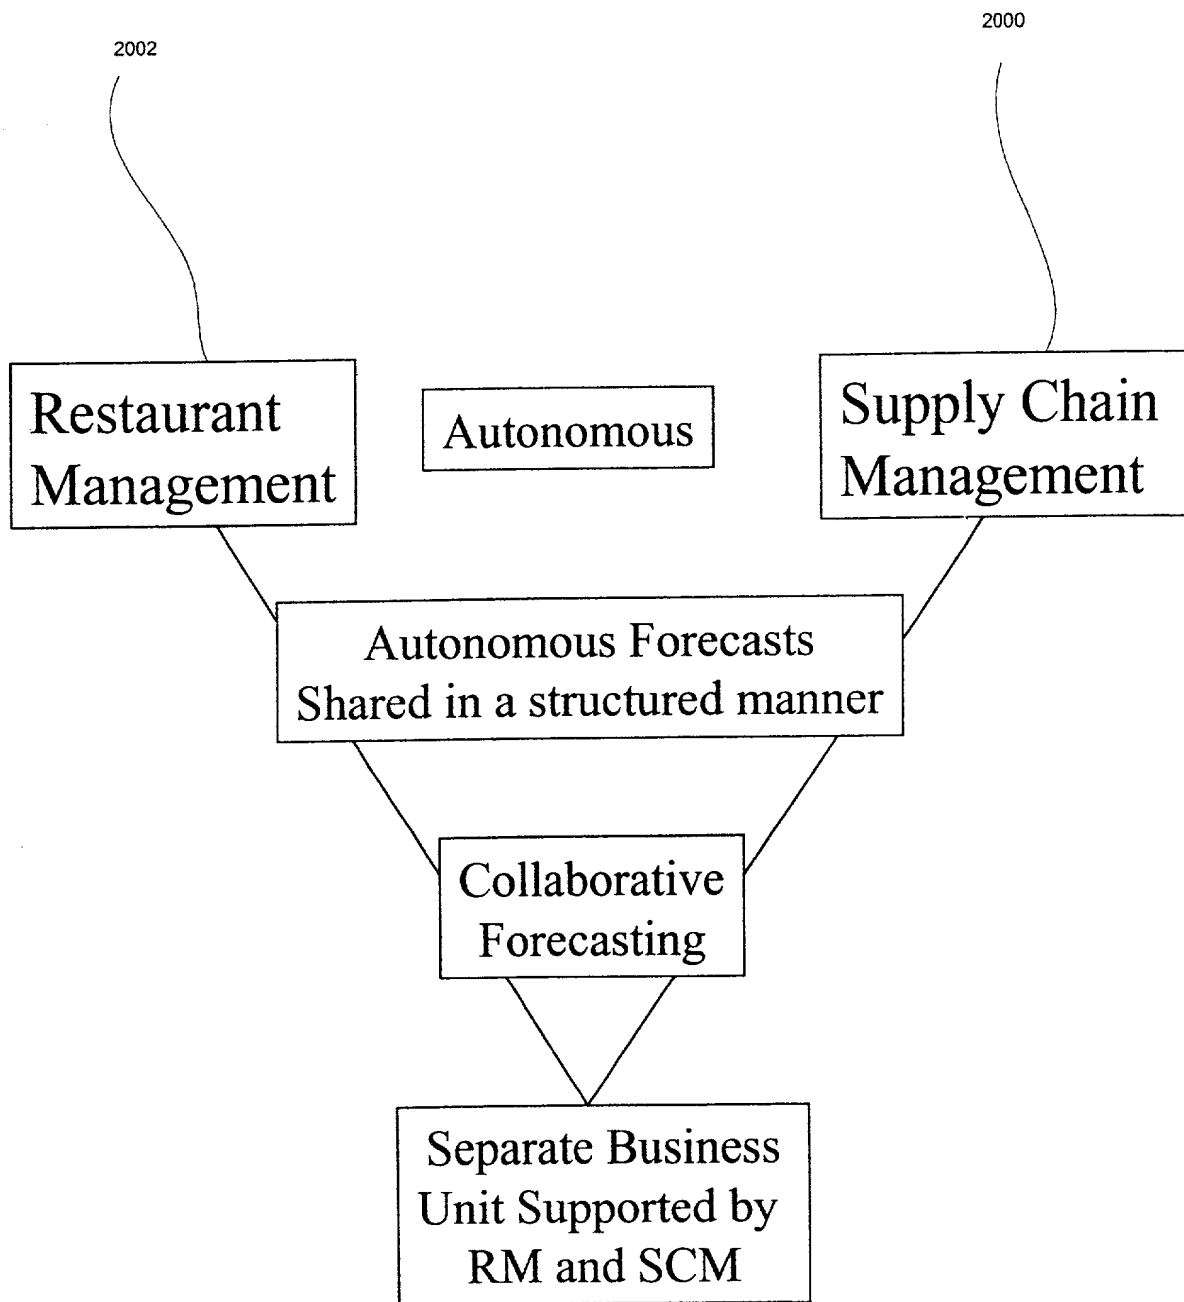 2002
2000
Restaurant
Management
Autonomous
Supply Chain
Management
Autonomous Forecasts
Shared in a structured manner
Collaborative
Forecasting
Separate Business
Unit Supported by
RM and SCM